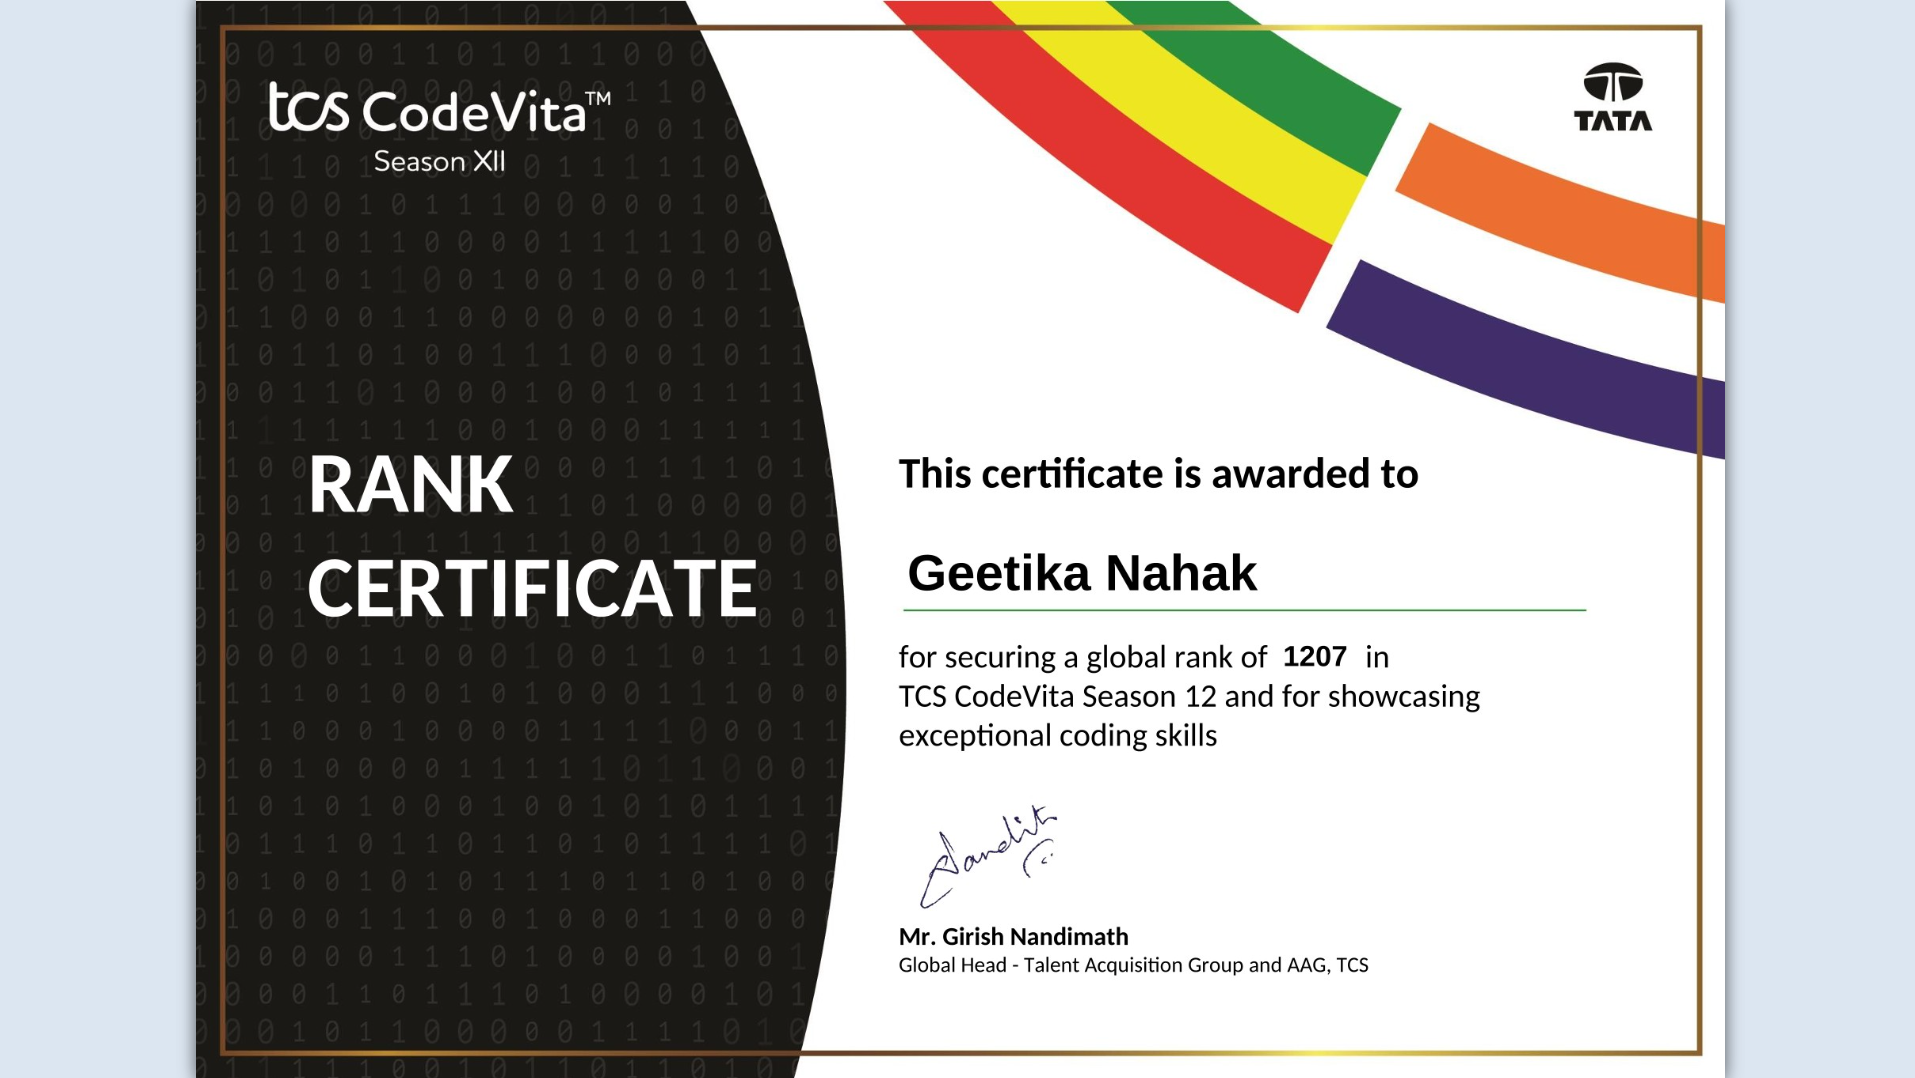 tcs CodeVita™
Season XII
TATA
RANK
CERTIFICATE
This certificate is awarded to
Geetika Nahak
for securing a global rank of 1207 in
TCS CodeVita Season 12 and for showcasing
exceptional coding skills
Mr. Girish Nandimath
Global Head - Talent Acquisition Group and AAG, TCS